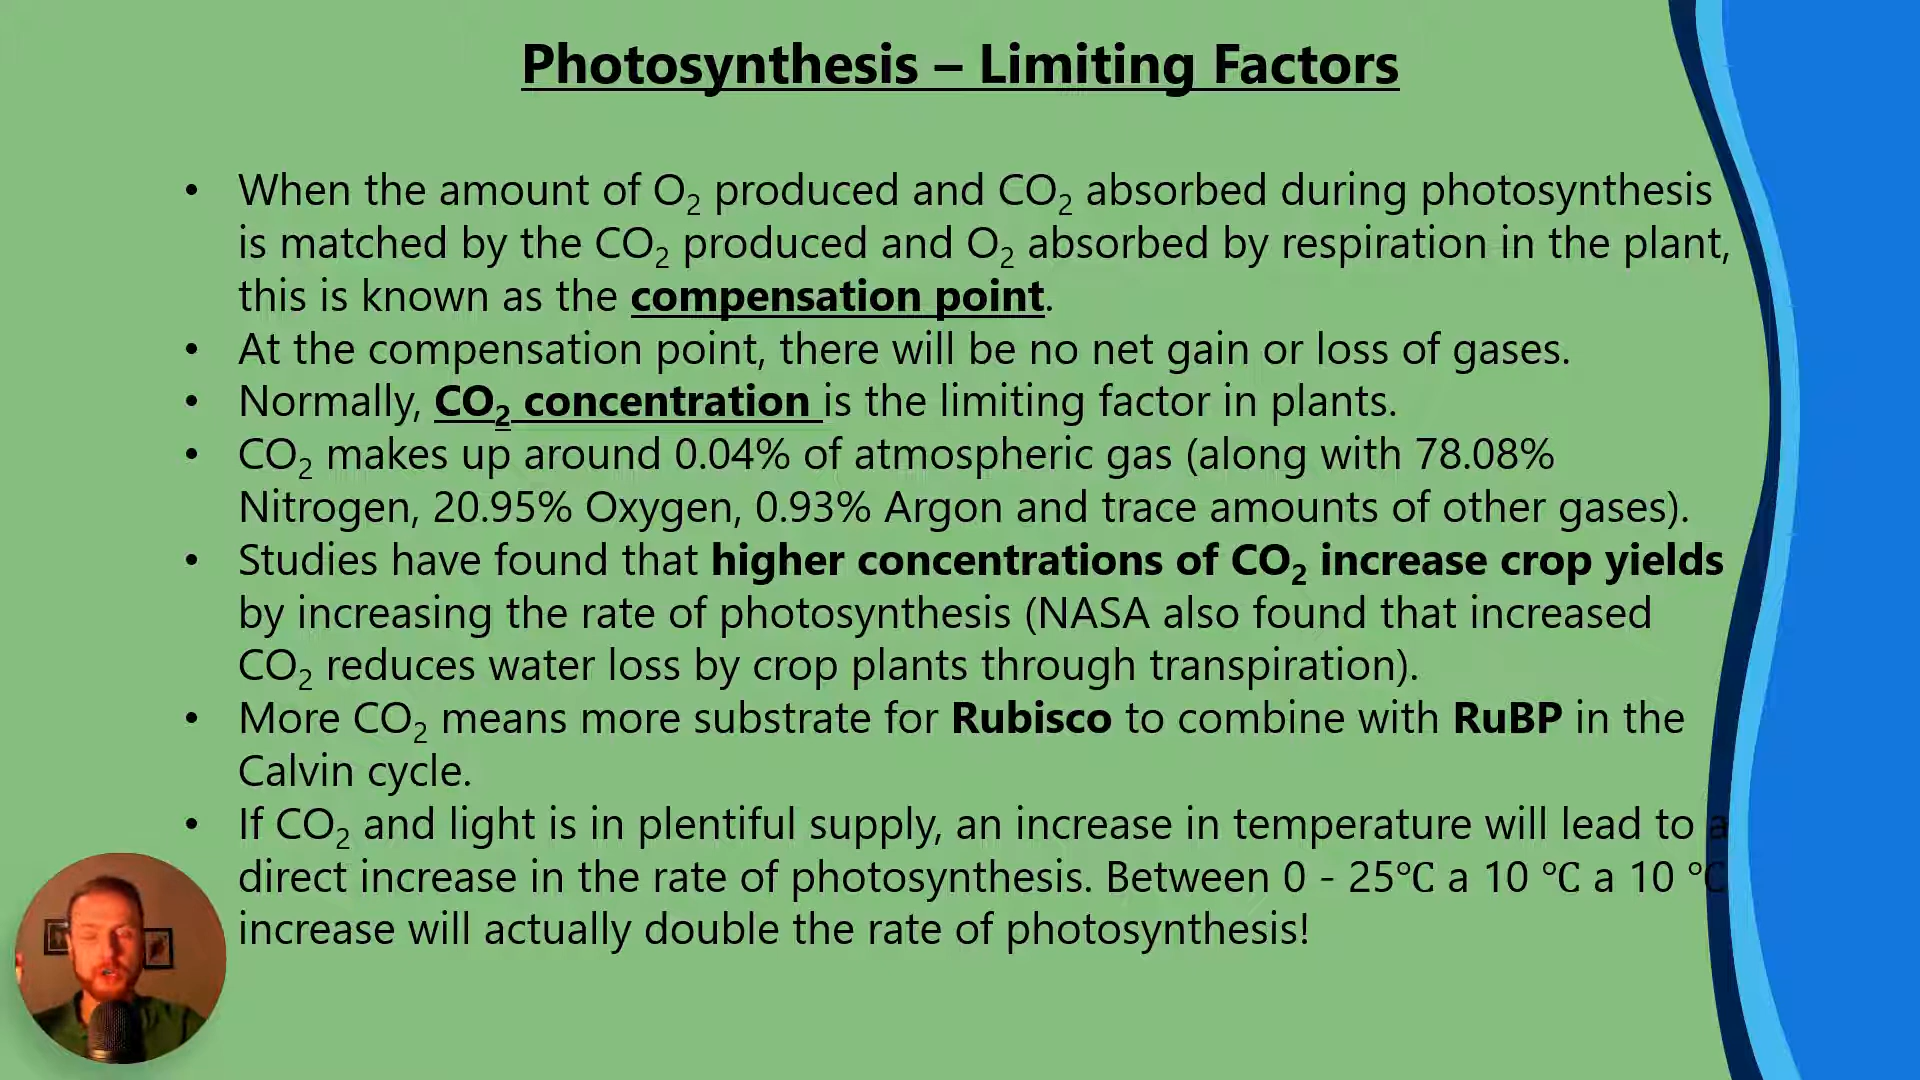 Photosynthesis – Limiting Factors
• When the amount of O₂ produced and CO₂ absorbed during photosynthesis
is matched by the CO₂ produced and O₂ absorbed by respiration in the plant,
this is known as the compensation point.
• At the compensation point, there will be no net gain or loss of gases.
• Normally, CO₂ concentration is the limiting factor in plants.
• CO₂ makes up around 0.04% of atmospheric gas (along with 78.08%
Nitrogen, 20.95% Oxygen, 0.93% Argon and trace amounts of other gases).
• Studies have found that higher concentrations of CO₂ increase crop yields
by increasing the rate of photosynthesis (NASA also found that increased
CO₂ reduces water loss by crop plants through transpiration).
• More CO₂ means more substrate for Rubisco to combine with RuBP in the
Calvin cycle.
• If CO₂ and light is in plentiful supply, an increase in temperature will lead to a
direct increase in the rate of photosynthesis. Between 0 - 25℃ a 10 ℃ a 10 ℃
increase will actually double the rate of photosynthesis!